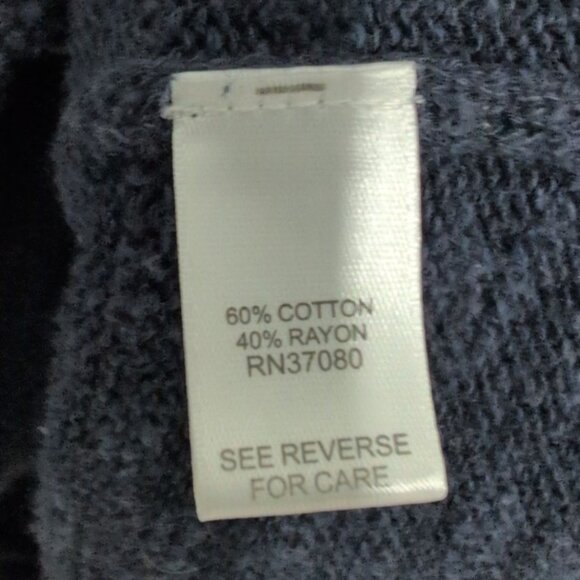 60% COTTON
40% RAYON
RN37080
SEE REVERSE
FOR CARE